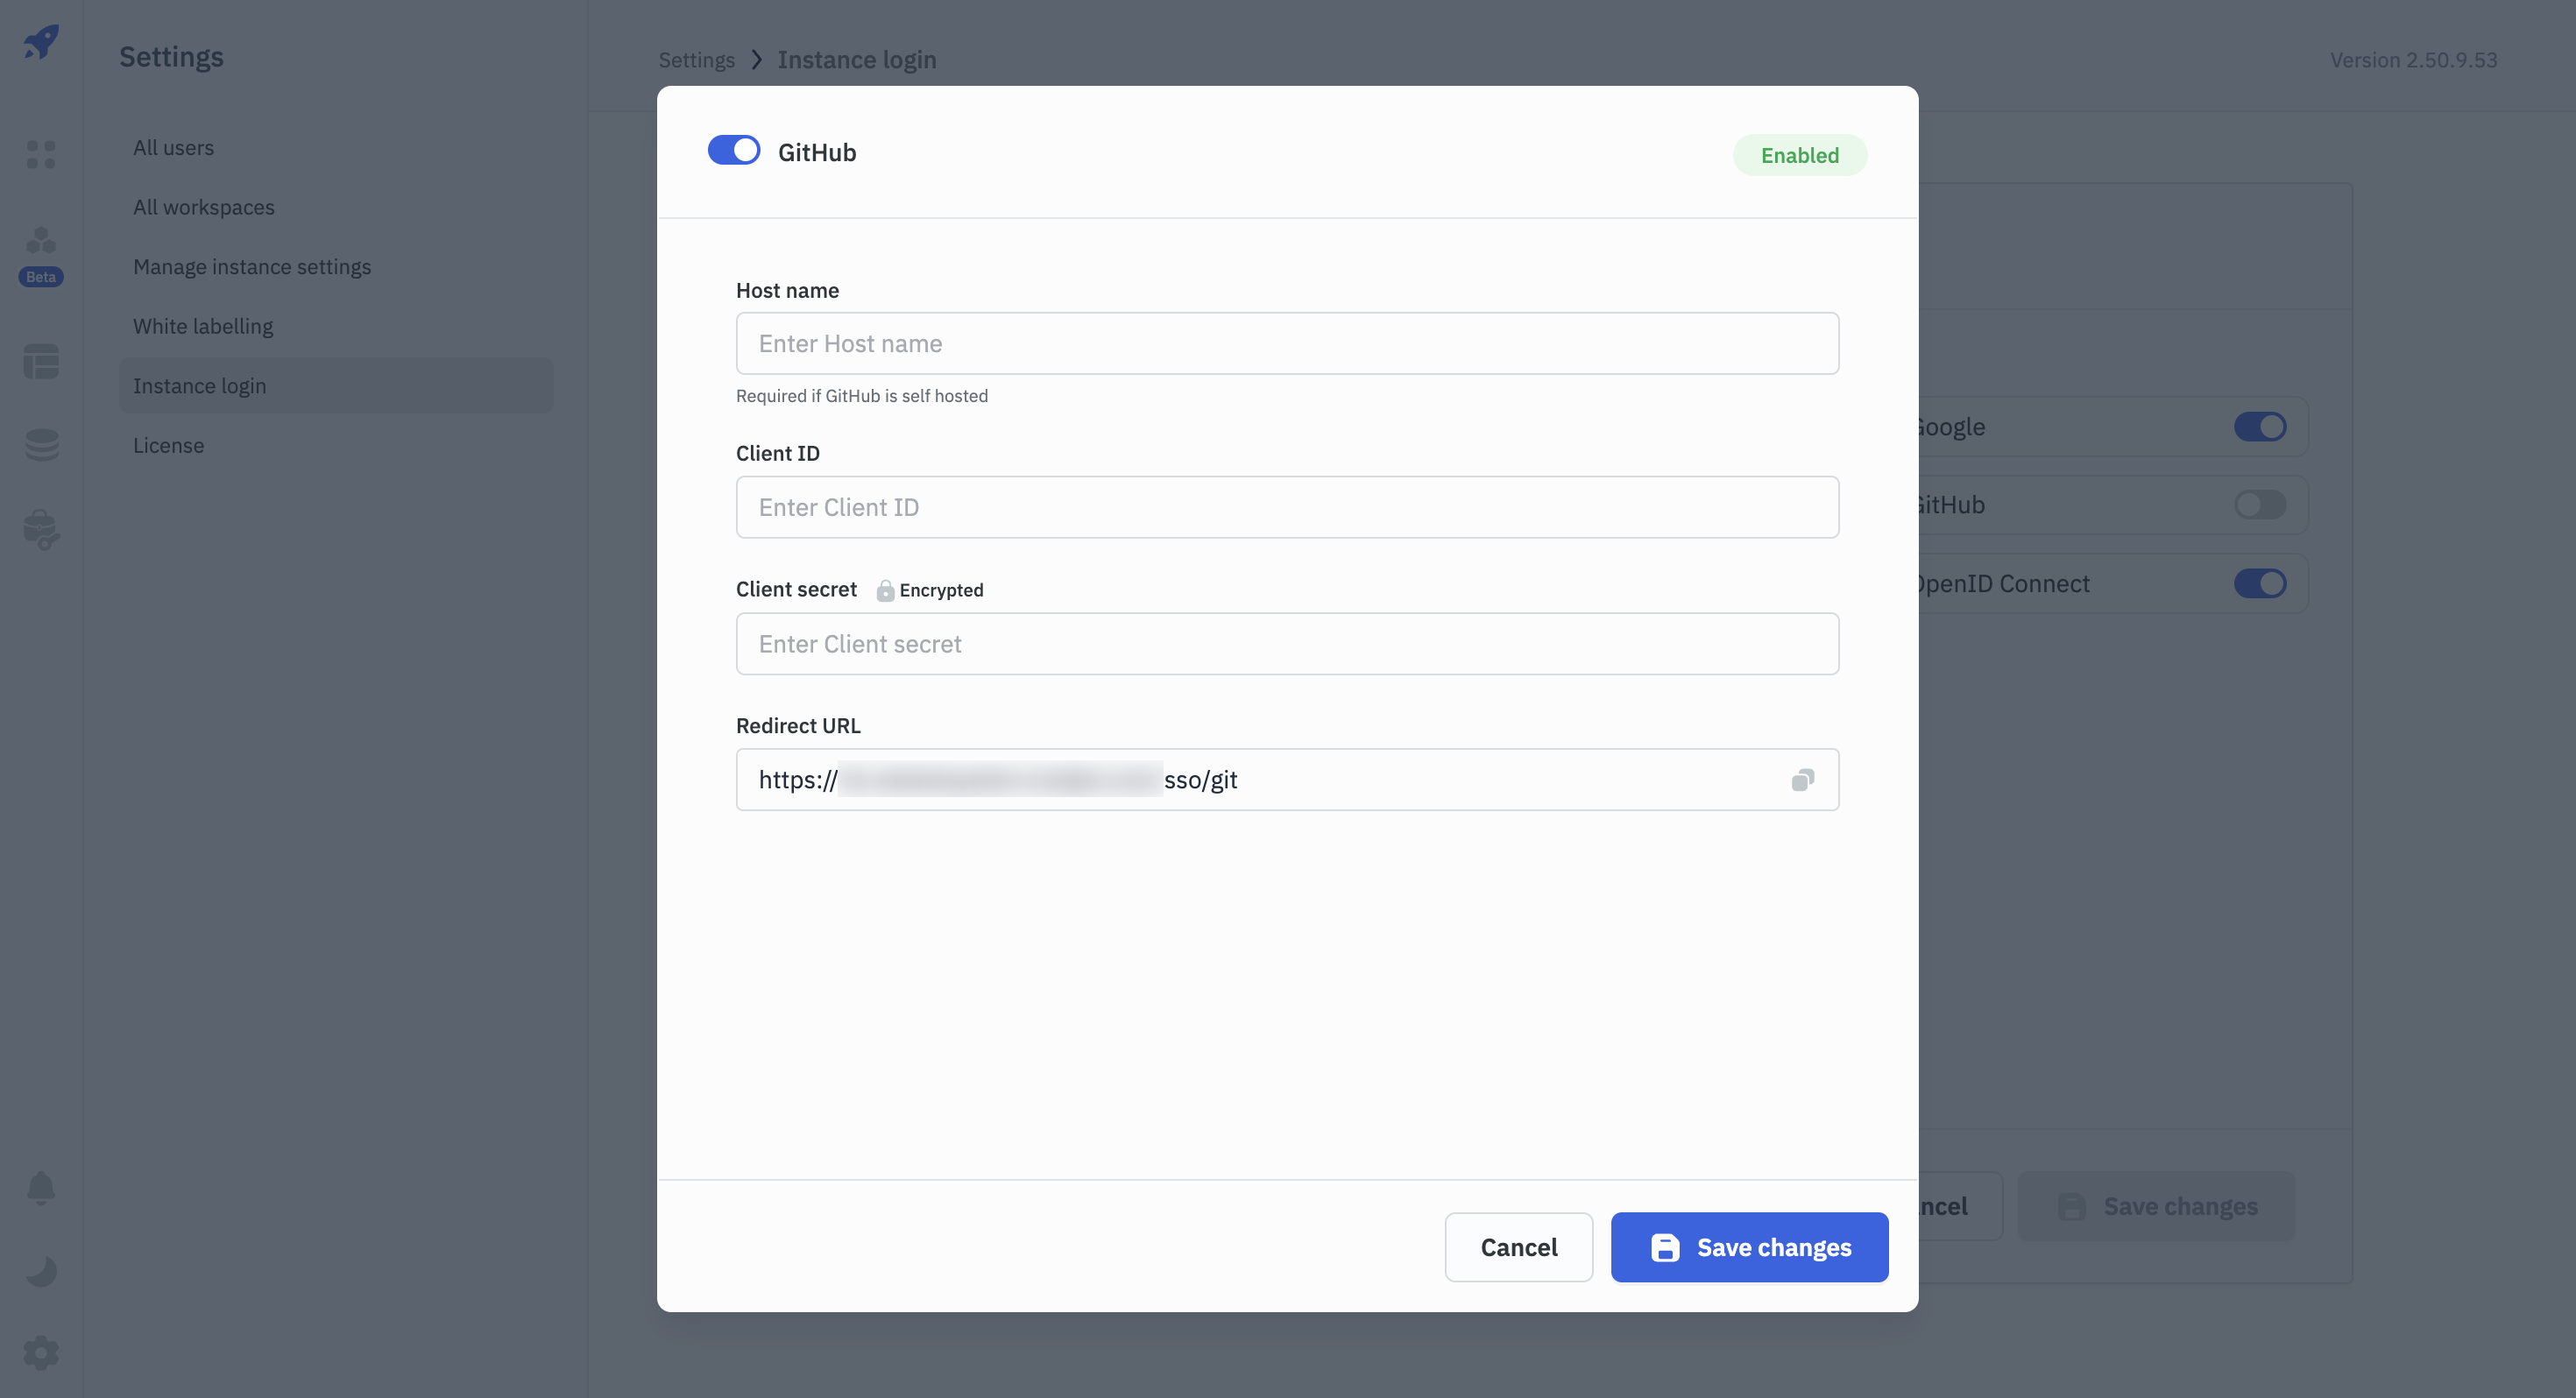 Settings
Settings > Instance login
Version 2.50.9.53
All users
All workspaces
Beta
Manage instance settings
White labelling
Instance login
License
GitHub
Enabled
Host name
Enter Host name
Required if GitHub is self hosted
Client ID
Enter Client ID
Client secret Encrypted
Enter Client secret
Redirect URL
https:// sso/git
Cancel
Save changes
oogle
itHub
OpenID Connect
ncel
Save changes